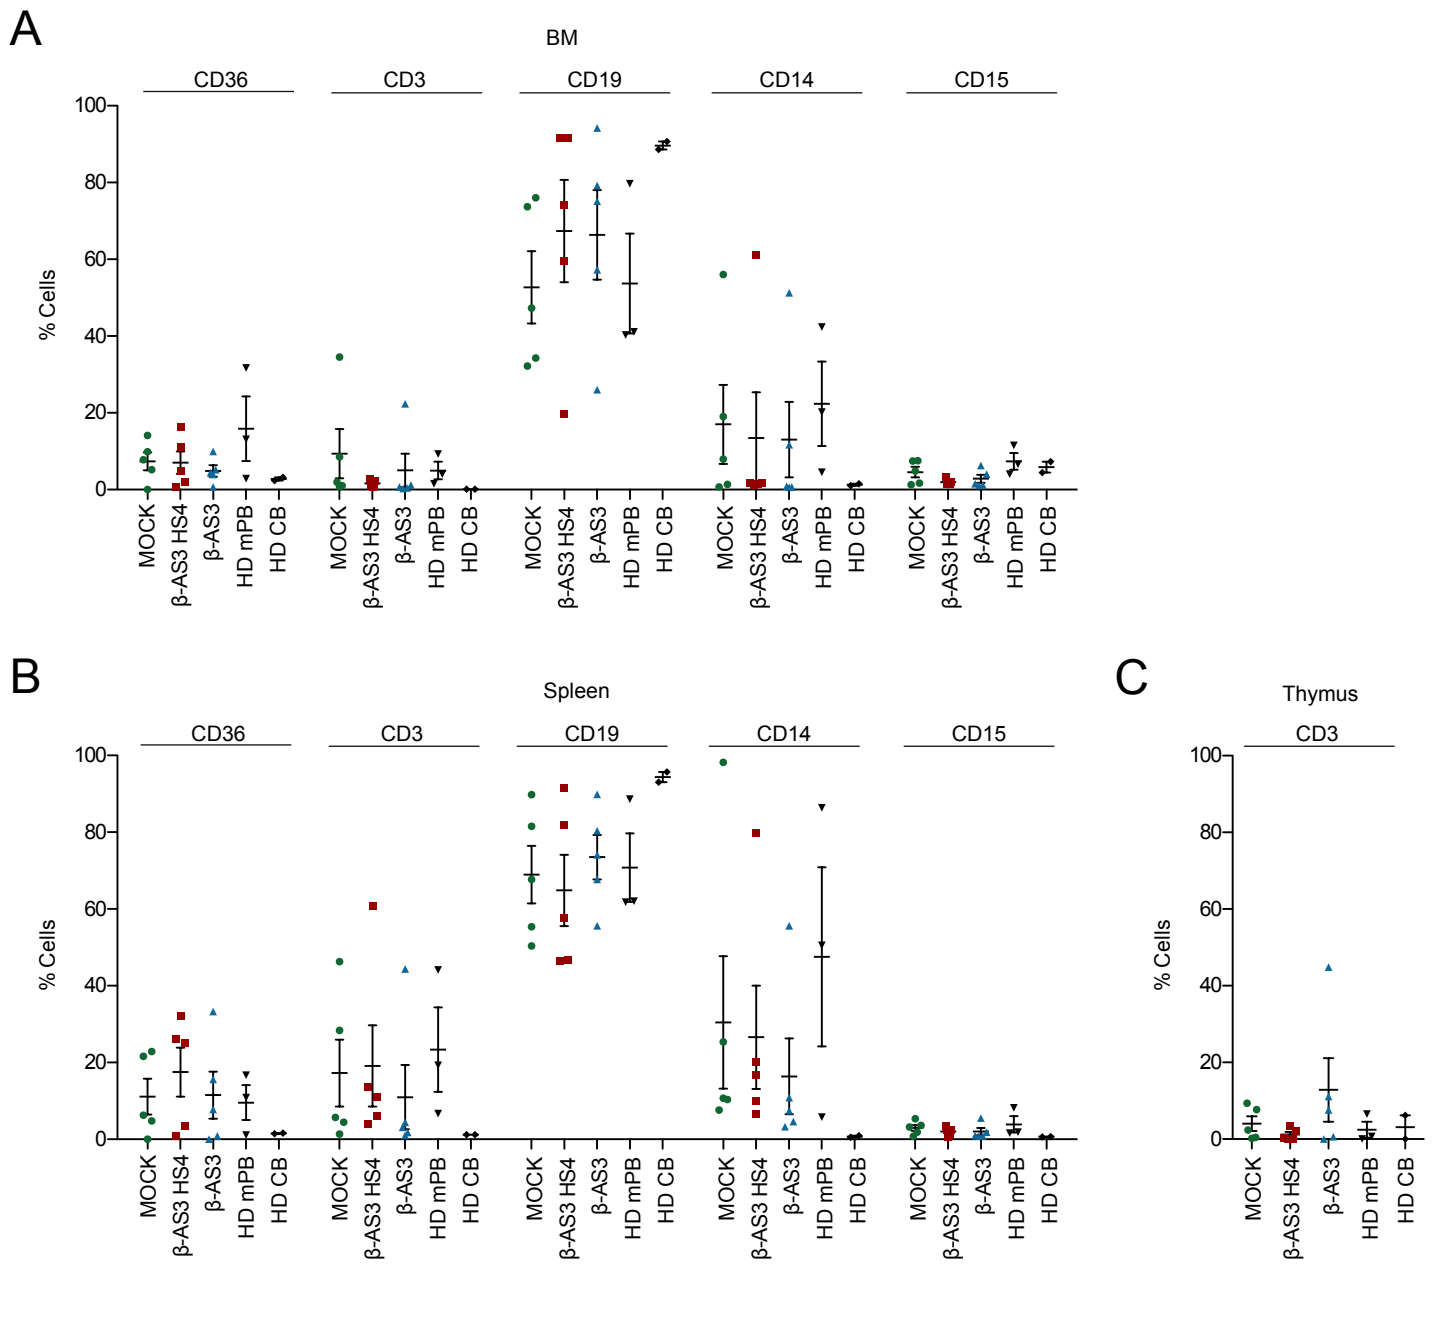 A
BM
CD36 CD3 CD19 CD14 CD15
100
80
60
40
20
0
% Cells
MOCK β-AS3 HS4 β-AS3 HD mPB HD CB MOCK β-AS3 HS4 β-AS3 HD mPB HD CB MOCK β-AS3 HS4 β-AS3 HD mPB HD CB MOCK β-AS3 HS4 β-AS3 HD mPB HD CB MOCK β-AS3 HS4 β-AS3 HD mPB HD CB
B
Spleen
CD36 CD3 CD19 CD14 CD15
100
80
60
40
20
0
% Cells
MOCK β-AS3 HS4 β-AS3 HD mPB HD CB MOCK β-AS3 HS4 β-AS3 HD mPB HD CB MOCK β-AS3 HS4 β-AS3 HD mPB HD CB MOCK β-AS3 HS4 β-AS3 HD mPB HD CB MOCK β-AS3 HS4 β-AS3 HD mPB HD CB
C
Thymus
CD3
100
80
60
40
20
0
% Cells
MOCK β-AS3 HS4 β-AS3 HD mPB HD CB